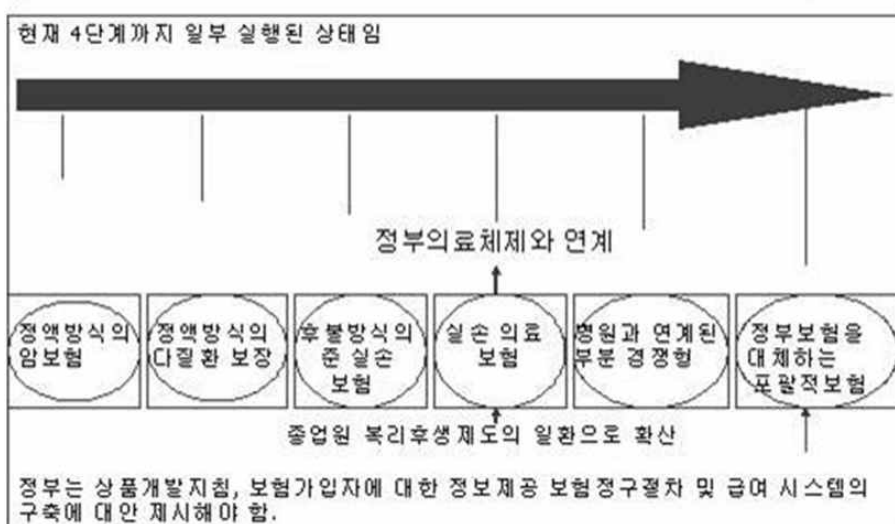 현재 4단계까지 일부 실행된 상태임
정부의료체제와 연계
정액방식의
암보험
정액방식의
다질환 보장
후불방식의
준실손
보험
실손 의료
보험
병원과 연계된
부분 경쟁형
정부보험을
대체하는
포괄적보험
종업원 복리후생제도의 일환으로 확산
정부는 상품개발지침, 보험가입자에 대한 정보제공 보험청구절차 및 급여 시스템의
구축에 대안 제시해야 함.